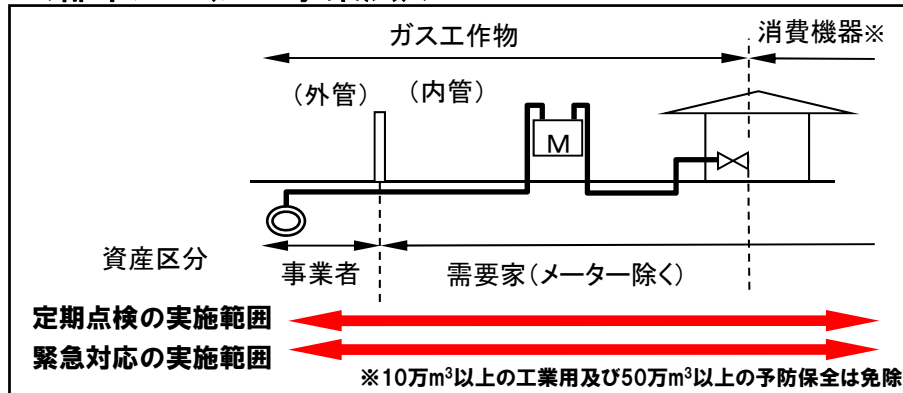 ガス工作物
消費機器※
(外管)
(内管)
M
資産区分
事業者
需要家(メーター除く)
定期点検の実施範囲
緊急対応の実施範囲
※10万m³以上の工業用及び50万m³以上の予防保全は免除